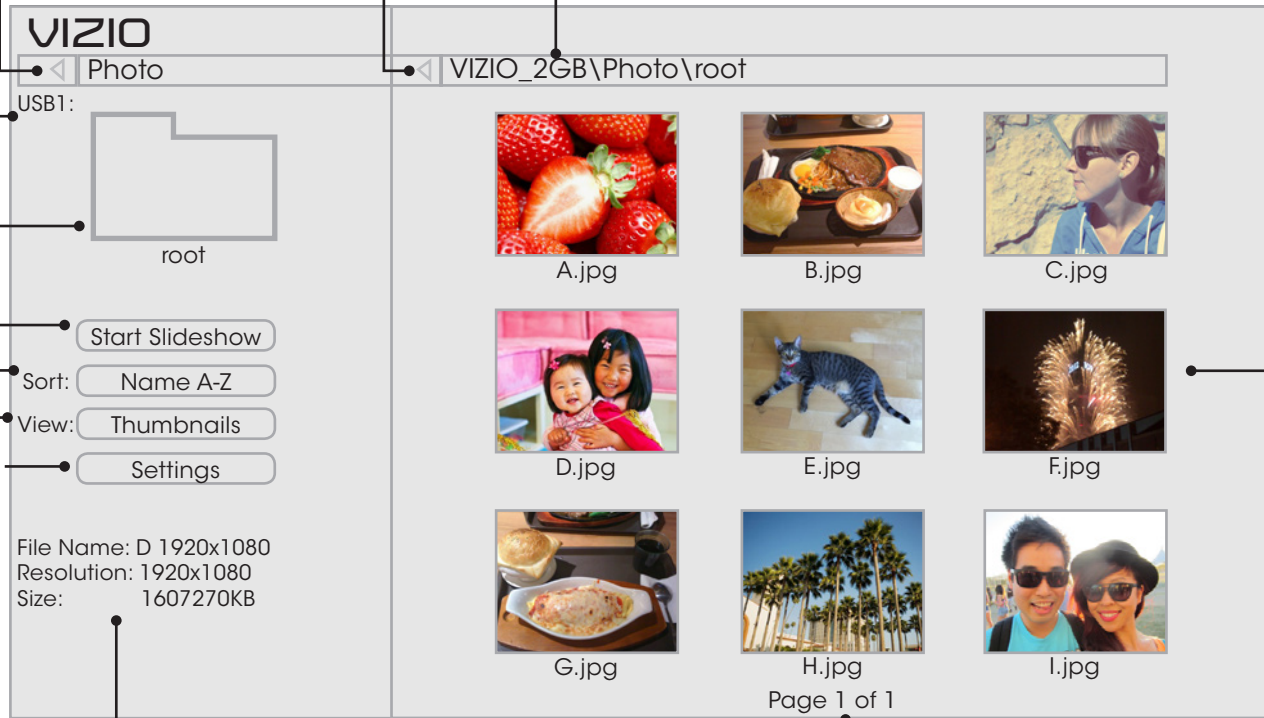 VIZIO
Photo
USB1:
root
Start Slideshow
Sort: Name A-Z
View: Thumbnails
Settings
File Name: D 1920x1080
Resolution: 1920x1080
Size: 1607270KB
VIZIO_2GB\Photo\root
A.jpg
B.jpg
C.jpg
D.jpg
E.jpg
F.jpg
G.jpg
H.jpg
I.jpg
Page 1 of 1